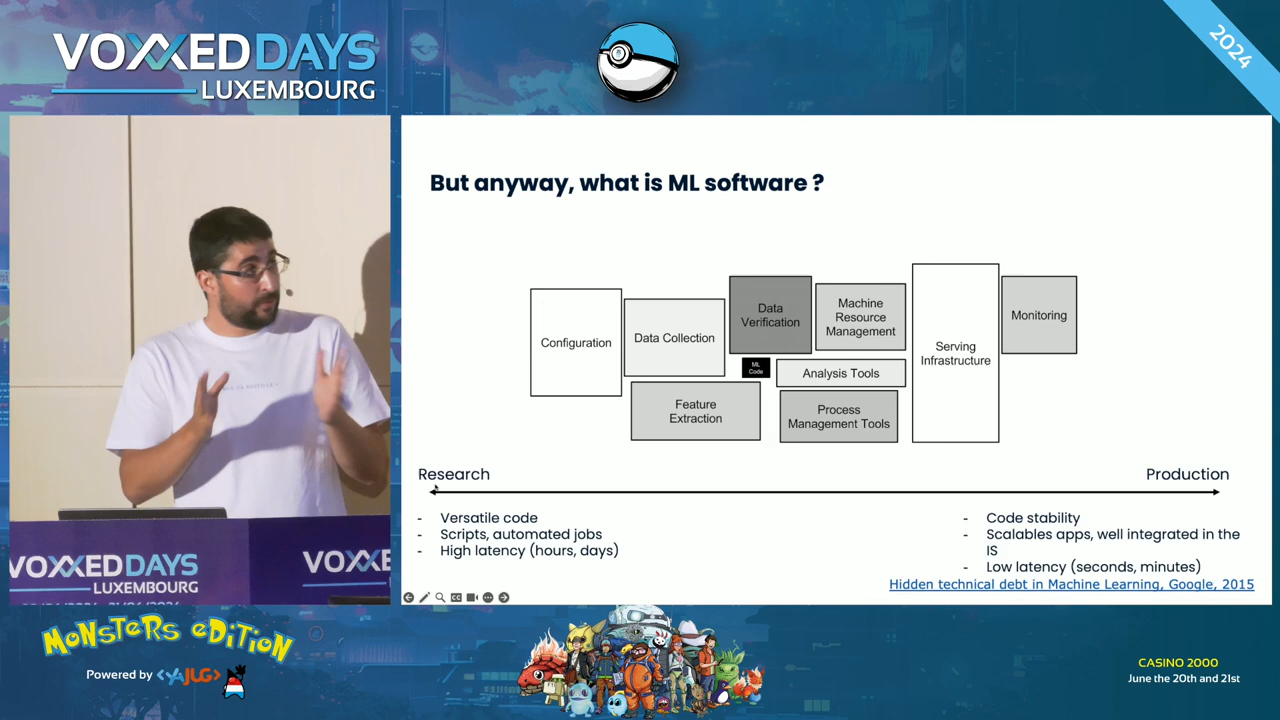 VOXXED DAYS
LUXEMBOURG
2024
But anyway, what is ML software ?
Configuration
Data Collection
Data
Verification
Machine
Resource
Management
ML
Code
Analysis Tools
Feature
Extraction
Process
Management Tools
Serving
Infrastructure
Monitoring
Research
Production
- Versatile code
- Scripts, automated jobs
- High latency (hours, days)
- Code stability
- Scalables apps, well integrated in the
IS
- Low latency (seconds, minutes)
Hidden technical debt in Machine Learning, Google, 2015
VOXXED DAYS
LUXEMBOURG
VOXX
MONSTERS EDITION
Powered by <YAJUG>
CASINO 2000
June the 20th and 21st